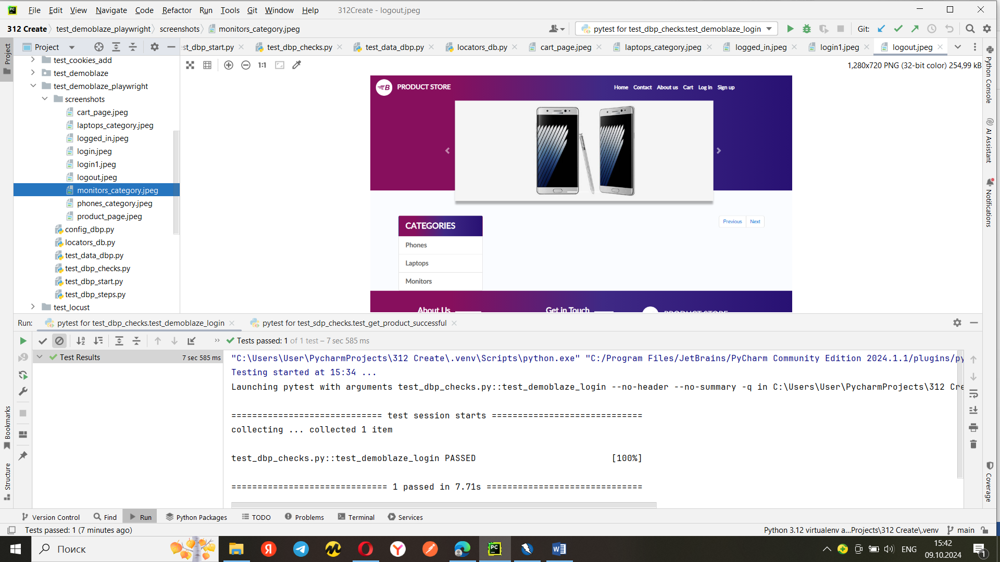 File Edit View Navigate Code Refactor Run Tools Git Window Help 312Create - logout.jpeg
312 Create test_demoblaze_playwright screenshots monitors_category.jpeg pytest for test_dbp_checks.test_demoblaze_login Git:
Project
Project
st_dbp_start.py test_dbp_checks.py test_data_dbp.py locators_db.py cart_page.jpeg laptops_category.jpeg logged_in.jpeg login1.jpeg logout.jpeg
1:1
1,280x720 PNG (32-bit color) 254,99 kB
test_cookies_add
test_demoblaze
test_demoblaze_playwright
screenshots
cart_page.jpeg
laptops_category.jpeg
logged_in.jpeg
login.jpeg
login1.jpeg
logout.jpeg
monitors_category.jpeg
phones_category.jpeg
product_page.jpeg
config_dbp.py
locators_db.py
test_data_dbp.py
test_dbp_checks.py
test_dbp_start.py
test_dbp_steps.py
test_locust
B PRODUCT STORE
Home Contact About us Cart Log in Sign up
CATEGORIES
Phones
Laptops
Monitors
Previous Next
About Us Get in Touch PRODUCT STORE
Python Console
AI Assistant
Notifications
Coverage
Run: pytest for test_dbp_checks.test_demoblaze_login pytest for test_sdp_checks.test_get_product_successful
Tests passed: 1 of 1 test – 7 sec 585 ms
Test Results 7 sec 585 ms
"C:\Users\User\PycharmProjects\312 Create\.venv\Scripts\python.exe" "C:/Program Files/JetBrains/PyCharm Community Edition 2024.1.1/plugins/py
Testing started at 15:34 ...
Launching pytest with arguments test_dbp_checks.py::test_demoblaze_login --no-header --no-summary -q in C:\Users\User\PycharmProjects\312 Cre
============================= test session starts =============================
collecting ... collected 1 item
test_dbp_checks.py::test_demoblaze_login PASSED [100%]
============================== 1 passed in 7.71s ==============================
Bookmarks
Structure
Version Control Find Run Python Packages TODO Problems Terminal Services
Tests passed: 1 (7 minutes ago)
Python 3.12 virtualenv a...Projects\312 Create\.venv main
Поиск
ENG
15:42
09.10.2024
1